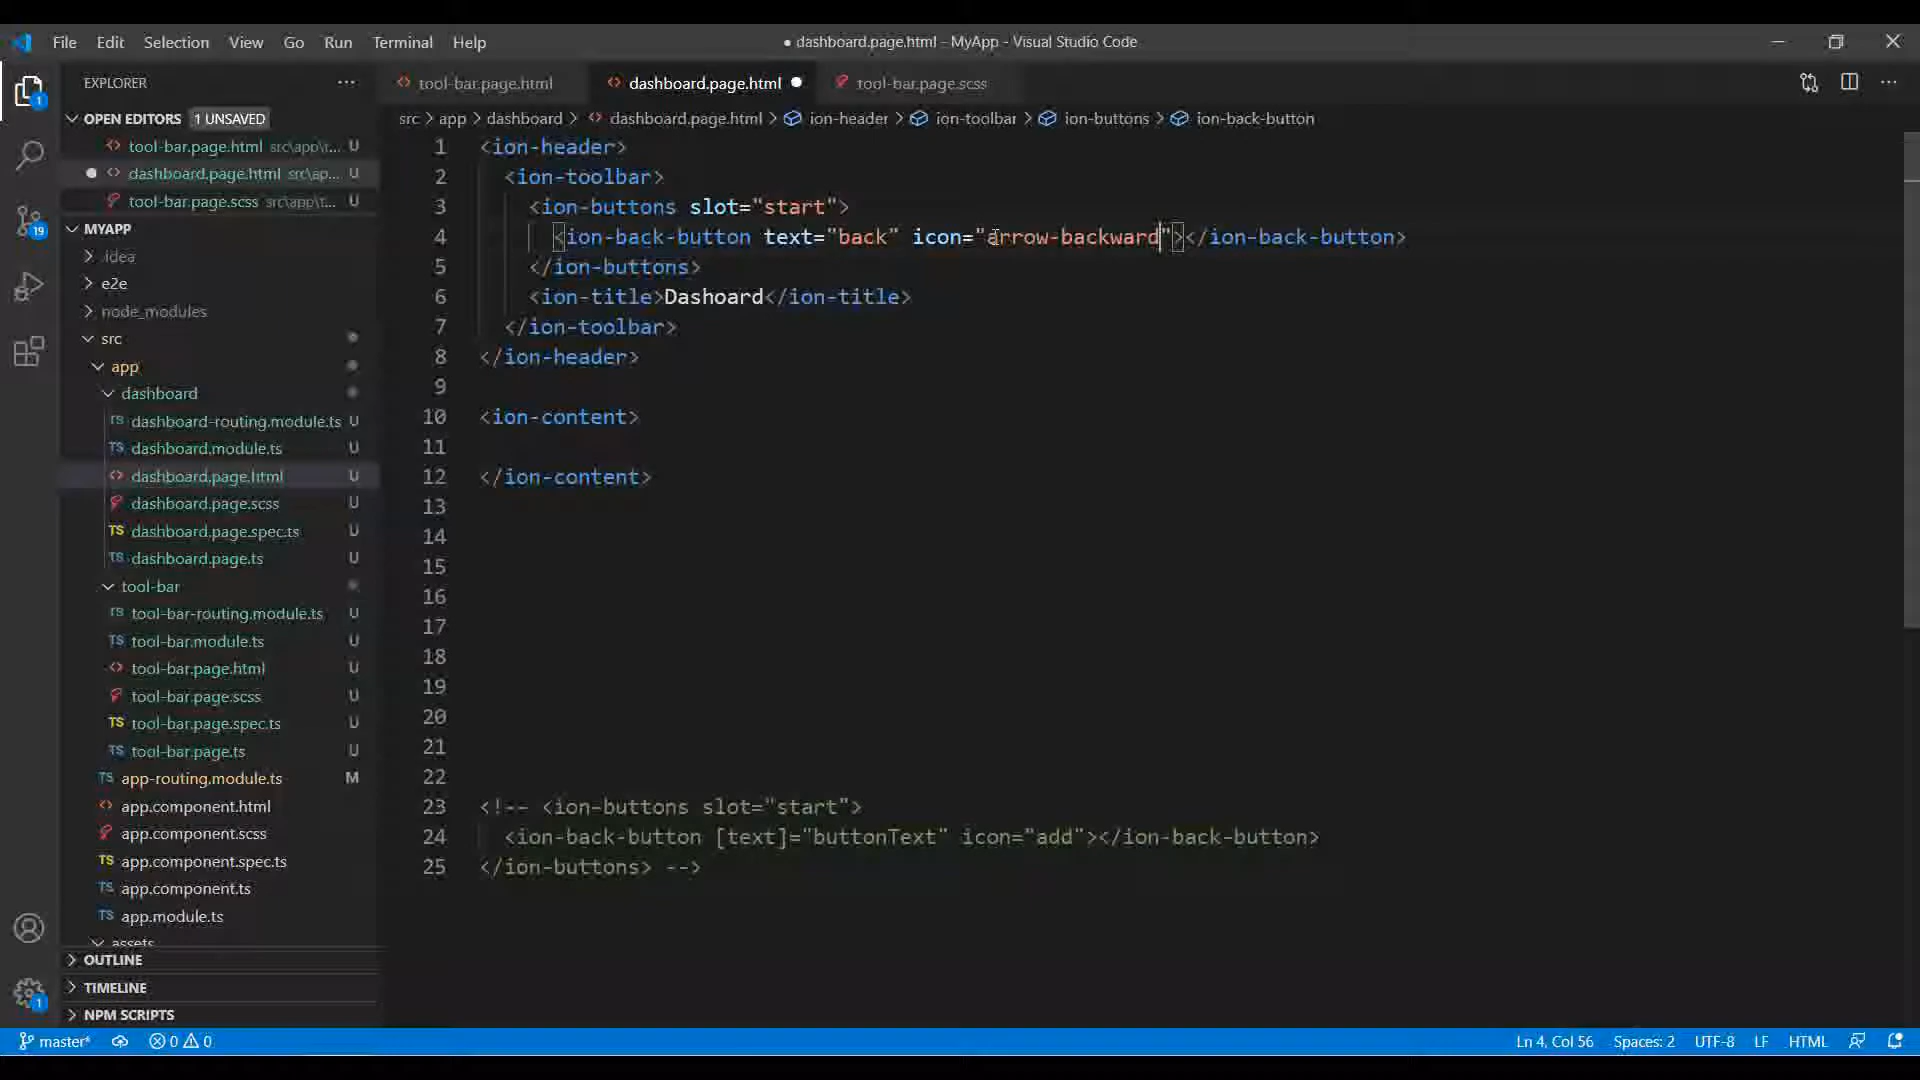 File Edit Selection View Go Run Terminal Help
● dashboard.page.html - MyApp - Visual Studio Code
EXPLORER
tool-bar.page.html
dashboard.page.html
tool-bar.page.scss
OPEN EDITORS 1 UNSAVED
tool-bar.page.html src\app\t... U
dashboard.page.html src\ap... U
tool-bar.page.scss src\app\t... U
src > app > dashboard > dashboard.page.html > ion-header > ion-toolbar > ion-buttons > ion-back-button
MYAPP
.idea
e2e
node_modules
src
app
dashboard
dashboard-routing.module.ts U
dashboard.module.ts U
dashboard.page.html U
dashboard.page.scss U
dashboard.page.spec.ts U
dashboard.page.ts U
tool-bar
tool-bar-routing.module.ts U
tool-bar.module.ts U
tool-bar.page.html U
tool-bar.page.scss U
tool-bar.page.spec.ts U
tool-bar.page.ts U
app-routing.module.ts M
app.component.html
app.component.scss
app.component.spec.ts
app.component.ts
app.module.ts
assets
OUTLINE
TIMELINE
NPM SCRIPTS
1 <ion-header>
2 <ion-toolbar>
3 <ion-buttons slot="start">
4 <ion-back-button text="back" icon="arrow-backward"></ion-back-button>
5 </ion-buttons>
6 <ion-title>Dashoard</ion-title>
7 </ion-toolbar>
8 </ion-header>
9
10 <ion-content>
11
12 </ion-content>
13
14
15
16
17
18
19
20
21
22
23 <!-- <ion-buttons slot="start">
24 <ion-back-button [text]="buttonText" icon="add"></ion-back-button>
25 </ion-buttons> -->
1
19
1
master* 0 0 Ln 4, Col 56 Spaces: 2 UTF-8 LF HTML